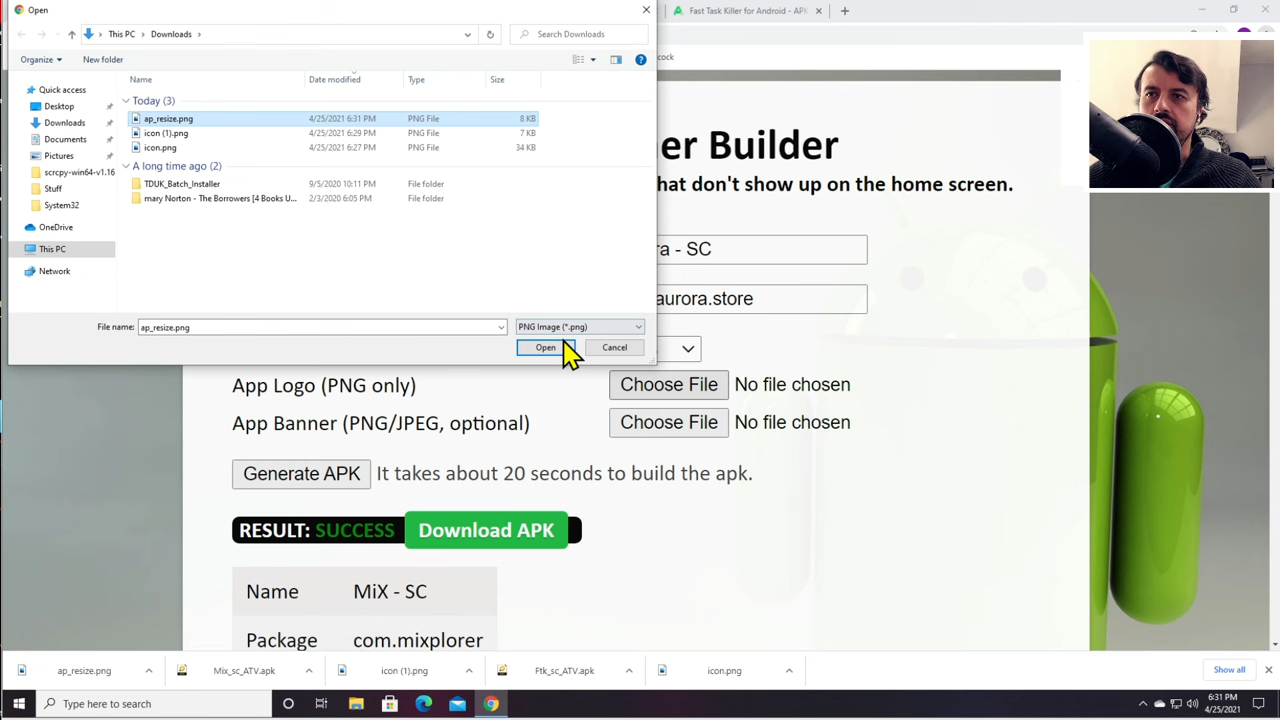 Open
Fast Task Killer for Android - APK
This PC
Downloads
Search Downloads
Organize
New folder
cock
Name
Date modified
Type
Size
Quick access
Desktop
Downloads
Documents
Pictures
scrcpy-win64-v1.16
Stuff
System32
OneDrive
This PC
Network
Today (3)
ap_resize.png 4/25/2021 6:31 PM PNG File 8 KB
icon (1).png 4/25/2021 6:29 PM PNG File 7 KB
icon.png 4/25/2021 6:27 PM PNG File 34 KB
A long time ago (2)
TDUK_Batch_Installer 9/5/2020 10:11 PM File folder
mary Norton - The Borrowers [4 Books U... 2/3/2020 6:05 PM File folder
File name: ap_resize.png PNG Image (*.png)
Open Cancel
er Builder
hat don't show up on the home screen.
ra - SC
aurora.store
App Logo (PNG only) Choose File No file chosen
App Banner (PNG/JPEG, optional) Choose File No file chosen
Generate APK It takes about 20 seconds to build the apk.
RESULT: SUCCESS Download APK
Name MiX - SC
Package com.mixplorer
ap_resize.png Mix_sc_ATV.apk icon (1).png Ftk_sc_ATV.apk icon.png Show all
Type here to search
6:31 PM
4/25/2021